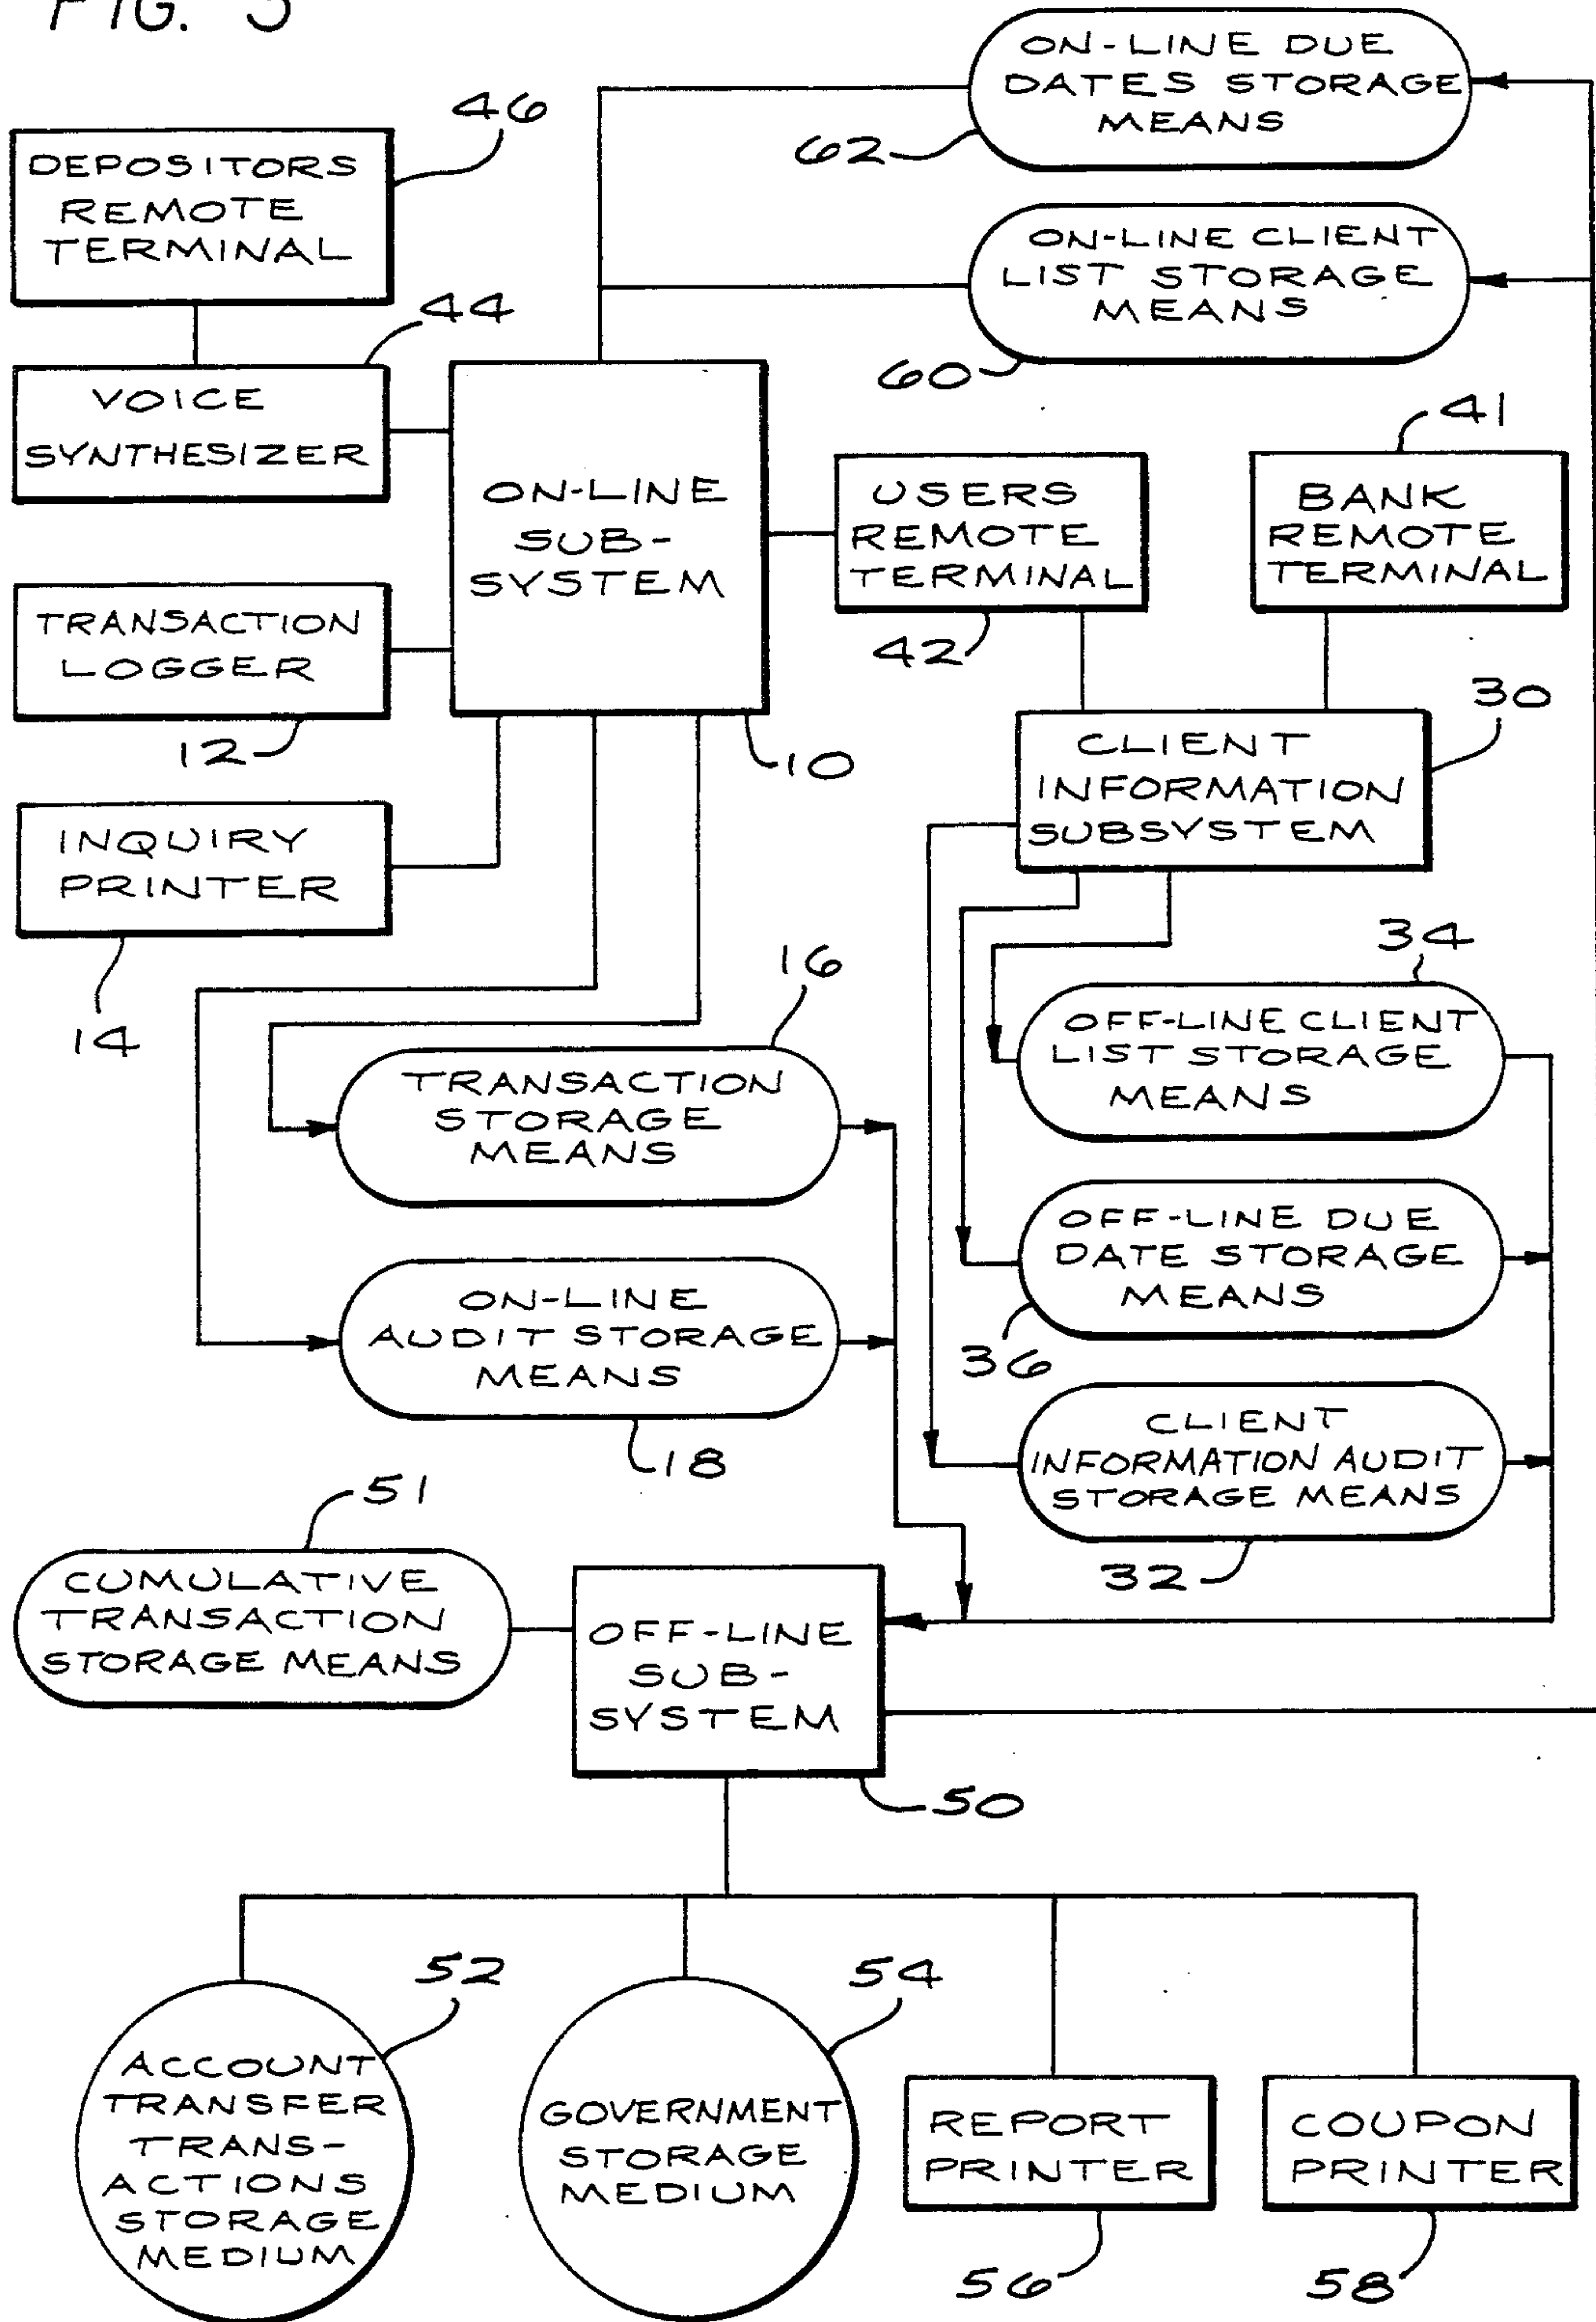 FIG. 3
ON-LINE DUE
DATES STORAGE
MEANS
62
46
DEPOSITORS
REMOTE
TERMINAL
ON-LINE CLIENT
LIST STORAGE
MEANS
60
44
VOICE
SYNTHESIZER
ON-LINE
SUB-
SYSTEM
10
USERS
REMOTE
TERMINAL
42
41
BANK
REMOTE
TERMINAL
TRANSACTION
LOGGER
12
30
CLIENT
INFORMATION
SUBSYSTEM
INQUIRY
PRINTER
14
16
TRANSACTION
STORAGE
MEANS
34
OFF-LINE CLIENT
LIST STORAGE
MEANS
OFF-LINE DUE
DATE STORAGE
MEANS
36
ON-LINE
AUDIT STORAGE
MEANS
18
CLIENT
INFORMATION AUDIT
STORAGE MEANS
32
51
CUMULATIVE
TRANSACTION
STORAGE MEANS
OFF-LINE
SUB-
SYSTEM
50
52
ACCOUNT
TRANSFER
TRANS-
ACTIONS
STORAGE
MEDIUM
54
GOVERNMENT
STORAGE
MEDIUM
REPORT
PRINTER
56
COUPON
PRINTER
58